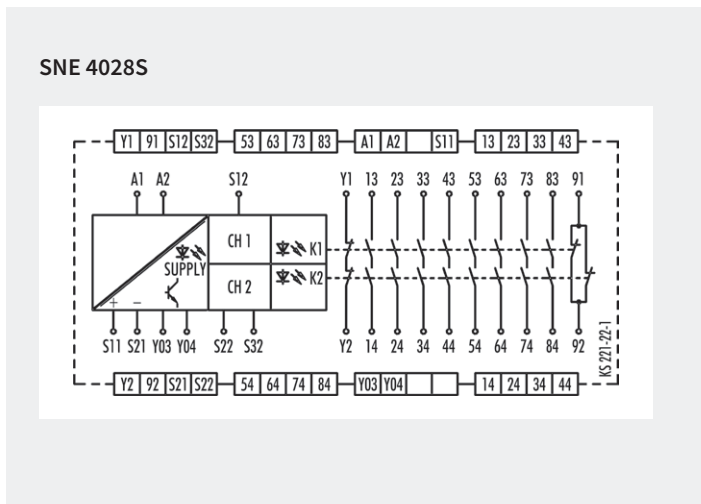 SNE 4028S
Y1 91 S12 S32 53 63 73 83 A1 A2 S11 13 23 33 43
A1 A2 S12 Y1 13 23 33 43 53 63 73 83 91
CH 1 K1
SUPPLY CH 2 K2
+ −
S11 S21 Y03 Y04 S22 S32 Y2 14 24 34 44 54 64 74 84 92
KS 221-22-1
Y2 92 S21 S22 54 64 74 84 Y03 Y04 14 24 34 44